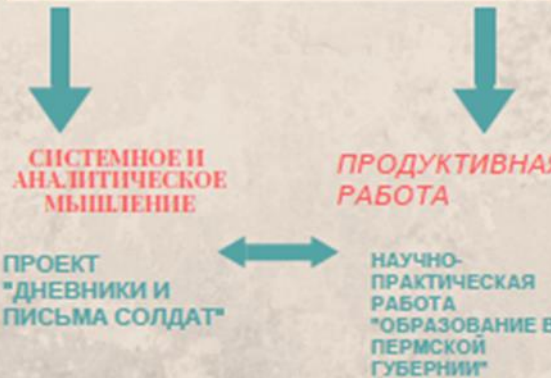 СИСТЕМНОЕ И
АНАЛИТИЧЕСКОЕ
МЫШЛЕНИЕ
ПРОЕКТ
"ДНЕВНИКИ И
ПИСЬМА СОЛДАТ"
ПРОДУКТИВНАЯ
РАБОТА
НАУЧНО-
ПРАКТИЧЕСКАЯ
РАБОТА
"ОБРАЗОВАНИЕ В
ПЕРМСКОЙ
ГУБЕРНИИ"